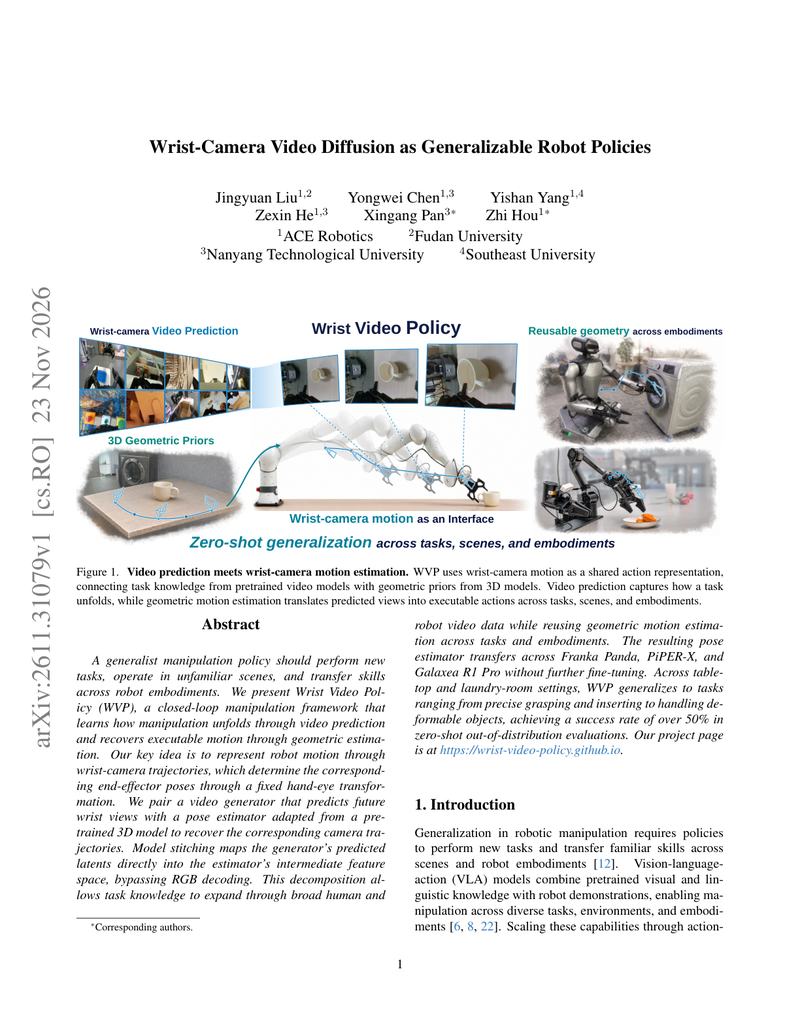 Wrist-Camera Video Diffusion as Generalizable Robot Policies
Jingyuan Liu1,2 Yongwei Chen1,3 Yishan Yang1,4
Zexin He1,3 Xingang Pan3* Zhi Hou1*
1ACE Robotics 2Fudan University
3Nanyang Technological University 4Southeast University
arXiv:2611.31079v1 [cs.RO] 23 Nov 2026
Wrist-camera Video Prediction
Wrist Video Policy
Reusable geometry across embodiments
3D Geometric Priors
Wrist-camera motion as an Interface
Zero-shot generalization across tasks, scenes, and embodiments
Figure 1. Video prediction meets wrist-camera motion estimation. WVP uses wrist-camera motion as a shared action representation,
connecting task knowledge from pretrained video models with geometric priors from 3D models. Video prediction captures how a task
unfolds, while geometric motion estimation translates predicted views into executable actions across tasks, scenes, and embodiments.
Abstract
A generalist manipulation policy should perform new
tasks, operate in unfamiliar scenes, and transfer skills
across robot embodiments. We present Wrist Video Pol-
icy (WVP), a closed-loop manipulation framework that
learns how manipulation unfolds through video prediction
and recovers executable motion through geometric estima-
tion. Our key idea is to represent robot motion through
wrist-camera trajectories, which determine the correspond-
ing end-effector poses through a fixed hand-eye transfor-
mation. We pair a video generator that predicts future
wrist views with a pose estimator adapted from a pre-
trained 3D model to recover the corresponding camera tra-
jectories. Model stitching maps the generator's predicted
latents directly into the estimator's intermediate feature
space, bypassing RGB decoding. This decomposition al-
lows task knowledge to expand through broad human and
*Corresponding authors.
robot video data while reusing geometric motion estima-
tion across tasks and embodiments. The resulting pose
estimator transfers across Franka Panda, PiPER-X, and
Galaxea R1 Pro without further fine-tuning. Across table-
top and laundry-room settings, WVP generalizes to tasks
ranging from precise grasping and inserting to handling de-
formable objects, achieving a success rate of over 50% in
zero-shot out-of-distribution evaluations. Our project page
is at https://wrist-video-policy.github.io.
1. Introduction
Generalization in robotic manipulation requires policies
to perform new tasks and transfer familiar skills across
scenes and robot embodiments [12]. Vision-language-
action (VLA) models combine pretrained visual and lin-
guistic knowledge with robot demonstrations, enabling ma-
nipulation across diverse tasks, environments, and embodi-
ments [6, 8, 22]. Scaling these capabilities through action-
1